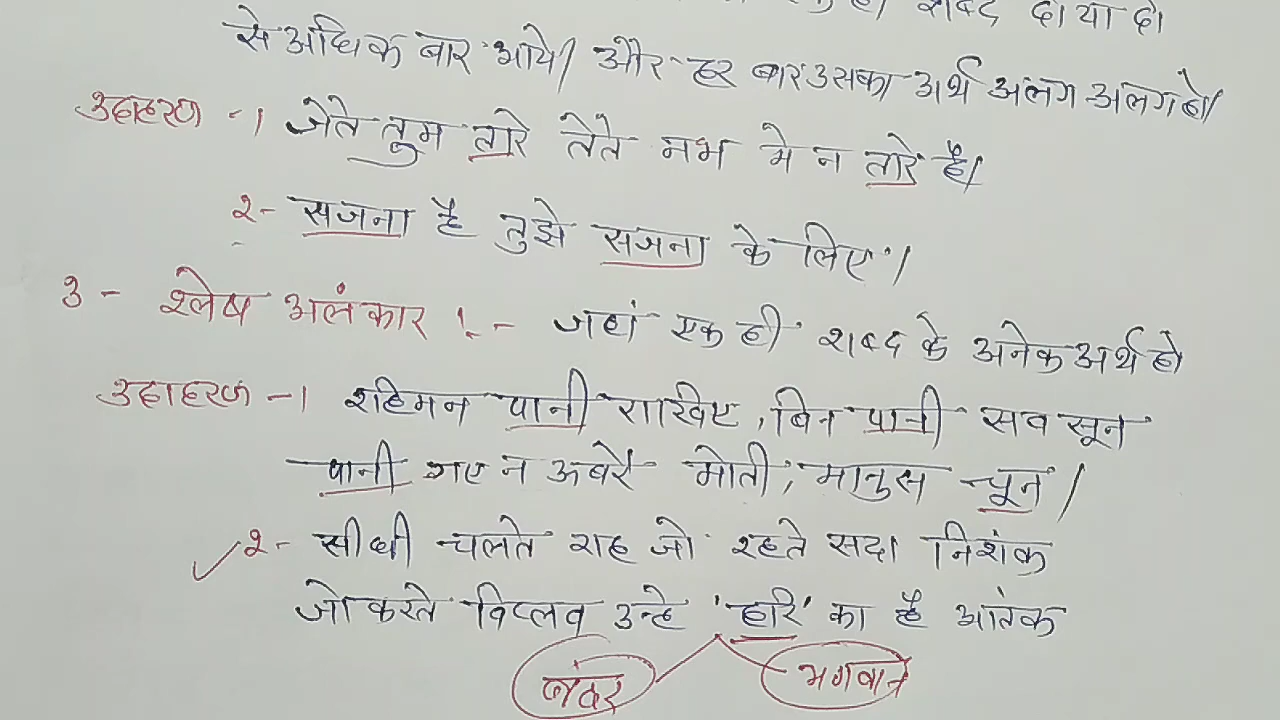 शब्द दो या दो
से अधिक बार आये। और हर बार उसका अर्थ अलग-अलग हो।
उदाहरण -1 जेते तुम तारे तेते नभ मे न तारे है।
2- सजना है तुझे सजना के लिए।
3- श्लेष अलंकार :- जहां एक ही शब्द के अनेक अर्थ हो
उदाहरण -1 रहिमन पानी राखिए, बिन पानी सब सून
पानी गए न ऊबरै मोती, मानुस चून।
2- सीधी चलते राह जो रहते सदा निशंक
जो करते विप्लव उन्हे 'हरि' का है आतंक
बंदर भगवान